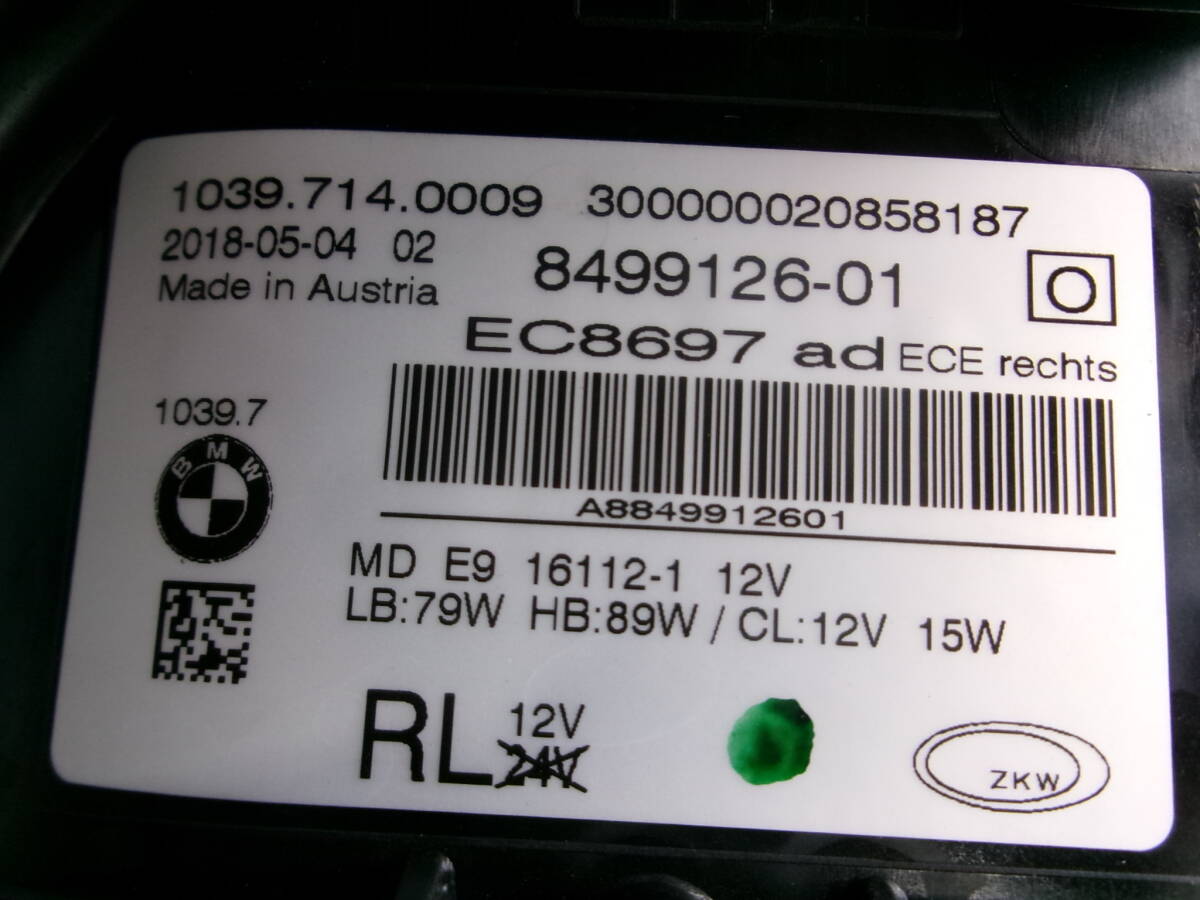 1039.714.0009 300000020858187
2018-05-04 02
8499126-01
O
Made in Austria
EC8697 ad ECE rechts
1039.7
BMW
A8849912601
MD E9 16112-1 12V
LB:79W HB:89W / CL:12V 15W
RL 12V
24V
ZKW